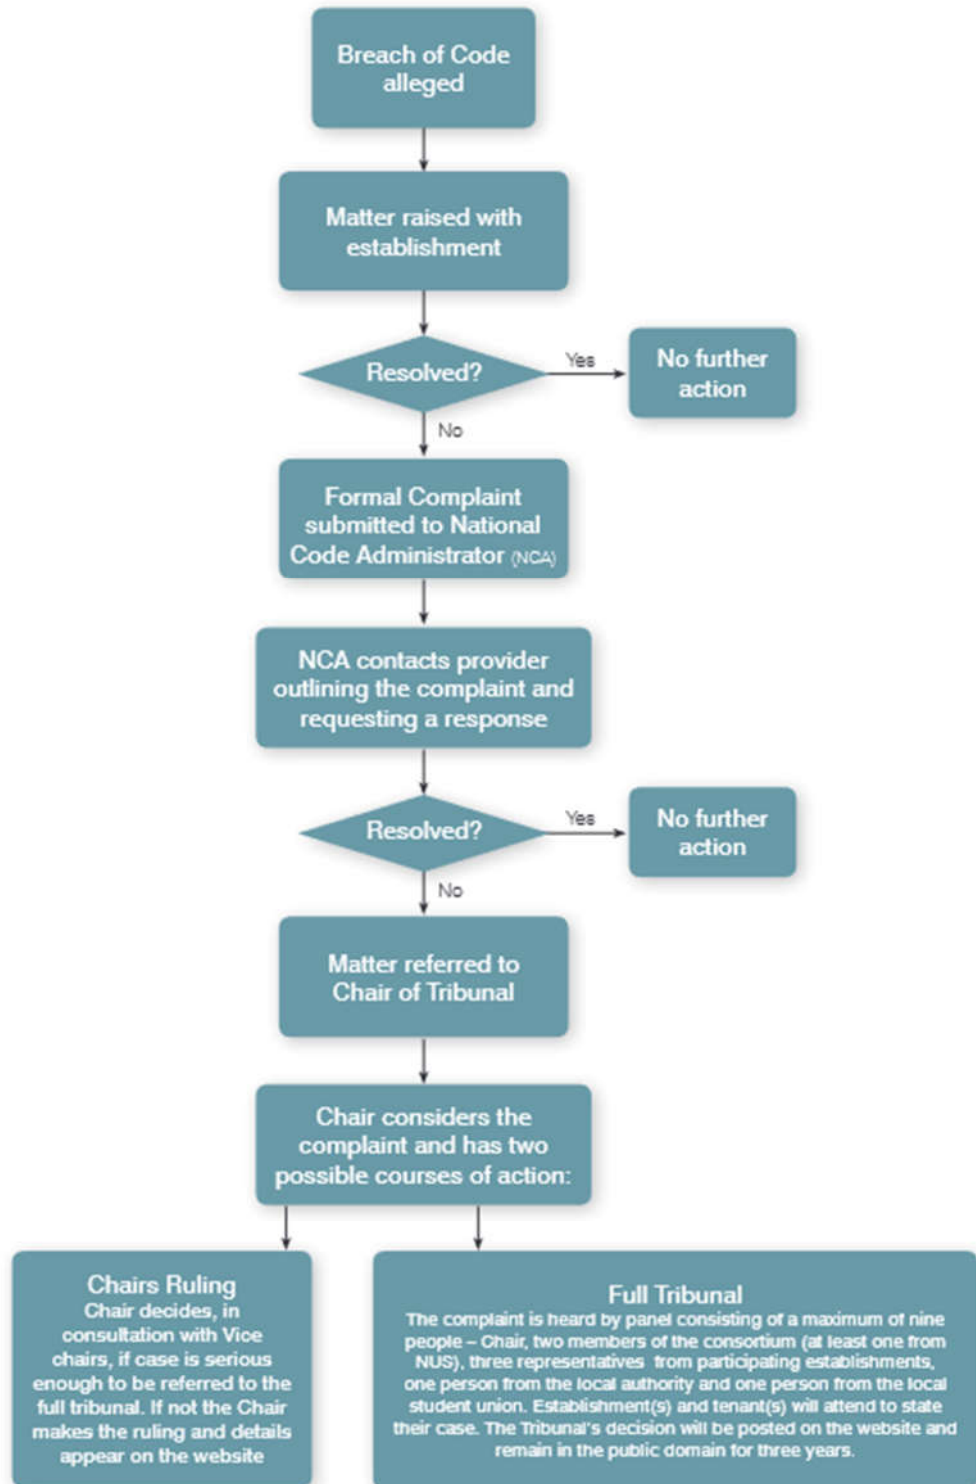 Breach of Code
alleged
Matter raised with
establishment
Resolved?
Yes
No further
action
No
Formal Complaint
submitted to National
Code Administrator (NCA)
NCA contacts provider
outlining the complaint and
requesting a response
Resolved?
Yes
No further
action
No
Matter referred to
Chair of Tribunal
Chair considers the
complaint and has two
possible courses of action:
Chairs Ruling
Chair decides, in
consultation with Vice
chairs, if case is serious
enough to be referred to the
full tribunal. If not the Chair
makes the ruling and details
appear on the website
Full Tribunal
The complaint is heard by panel consisting of a maximum of nine
people – Chair, two members of the consortium (at least one from
NUS), three representatives from participating establishments,
one person from the local authority and one person from the local
student union. Establishment(s) and tenant(s) will attend to state
their case. The Tribunal's decision will be posted on the website and
remain in the public domain for three years.